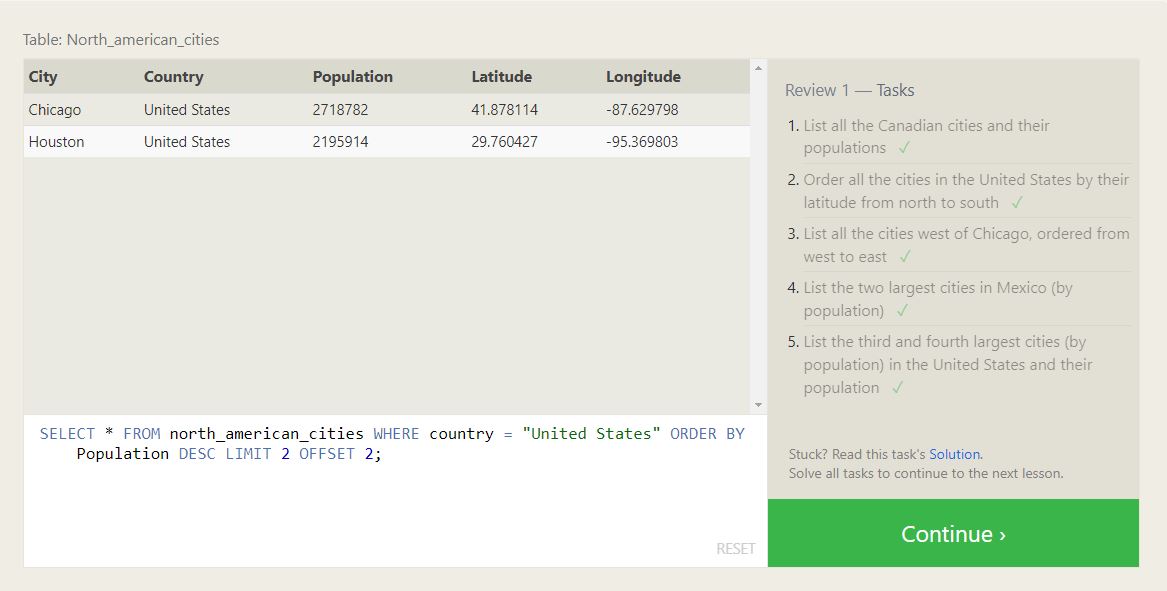 Table: North_american_cities
City Country Population Latitude Longitude
Chicago United States 2718782 41.878114 -87.629798
Houston United States 2195914 29.760427 -95.369803
SELECT * FROM north_american_cities WHERE country = "United States" ORDER BY
Population DESC LIMIT 2 OFFSET 2;
RESET
Review 1 — Tasks
1. List all the Canadian cities and their
populations ✓
2. Order all the cities in the United States by their
latitude from north to south ✓
3. List all the cities west of Chicago, ordered from
west to east ✓
4. List the two largest cities in Mexico (by
population) ✓
5. List the third and fourth largest cities (by
population) in the United States and their
population ✓
Stuck? Read this task's Solution.
Solve all tasks to continue to the next lesson.
Continue ›